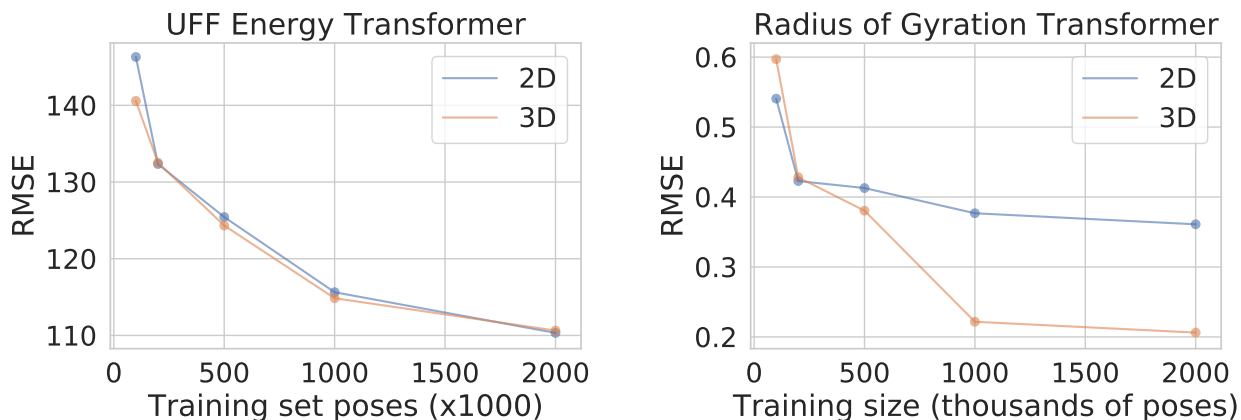 UFF Energy Transformer
RMSE
140
130
120
110
2D
3D
0 500 1000 1500 2000
Training set poses (x1000)
Radius of Gyration Transformer
RMSE
0.6
0.5
0.4
0.3
0.2
2D
3D
0 500 1000 1500 2000
Training size (thousands of poses)